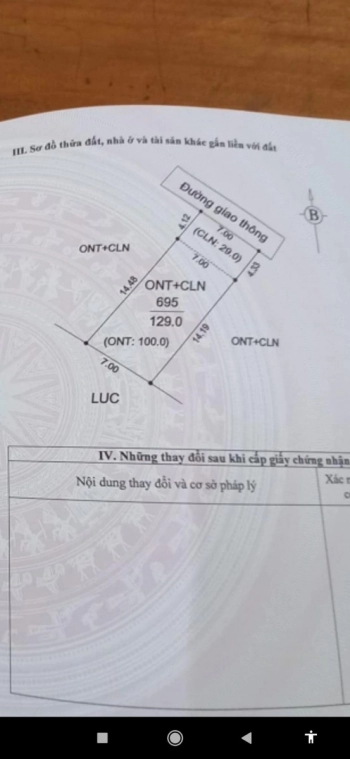 III. Sơ đồ thửa đất, nhà ở và tài sản khác gắn liền với đất
Đường giao thông
B
4,12
7.00
(CLN: 29.0)
4,33
ONT+CLN
7.00
14,48
ONT+CLN
695
129.0
(ONT: 100.0)
14,19
ONT+CLN
7.00
LUC
IV. Những thay đổi sau khi cấp giấy chứng nhận
Nội dung thay đổi và cơ sở pháp lý
Xác